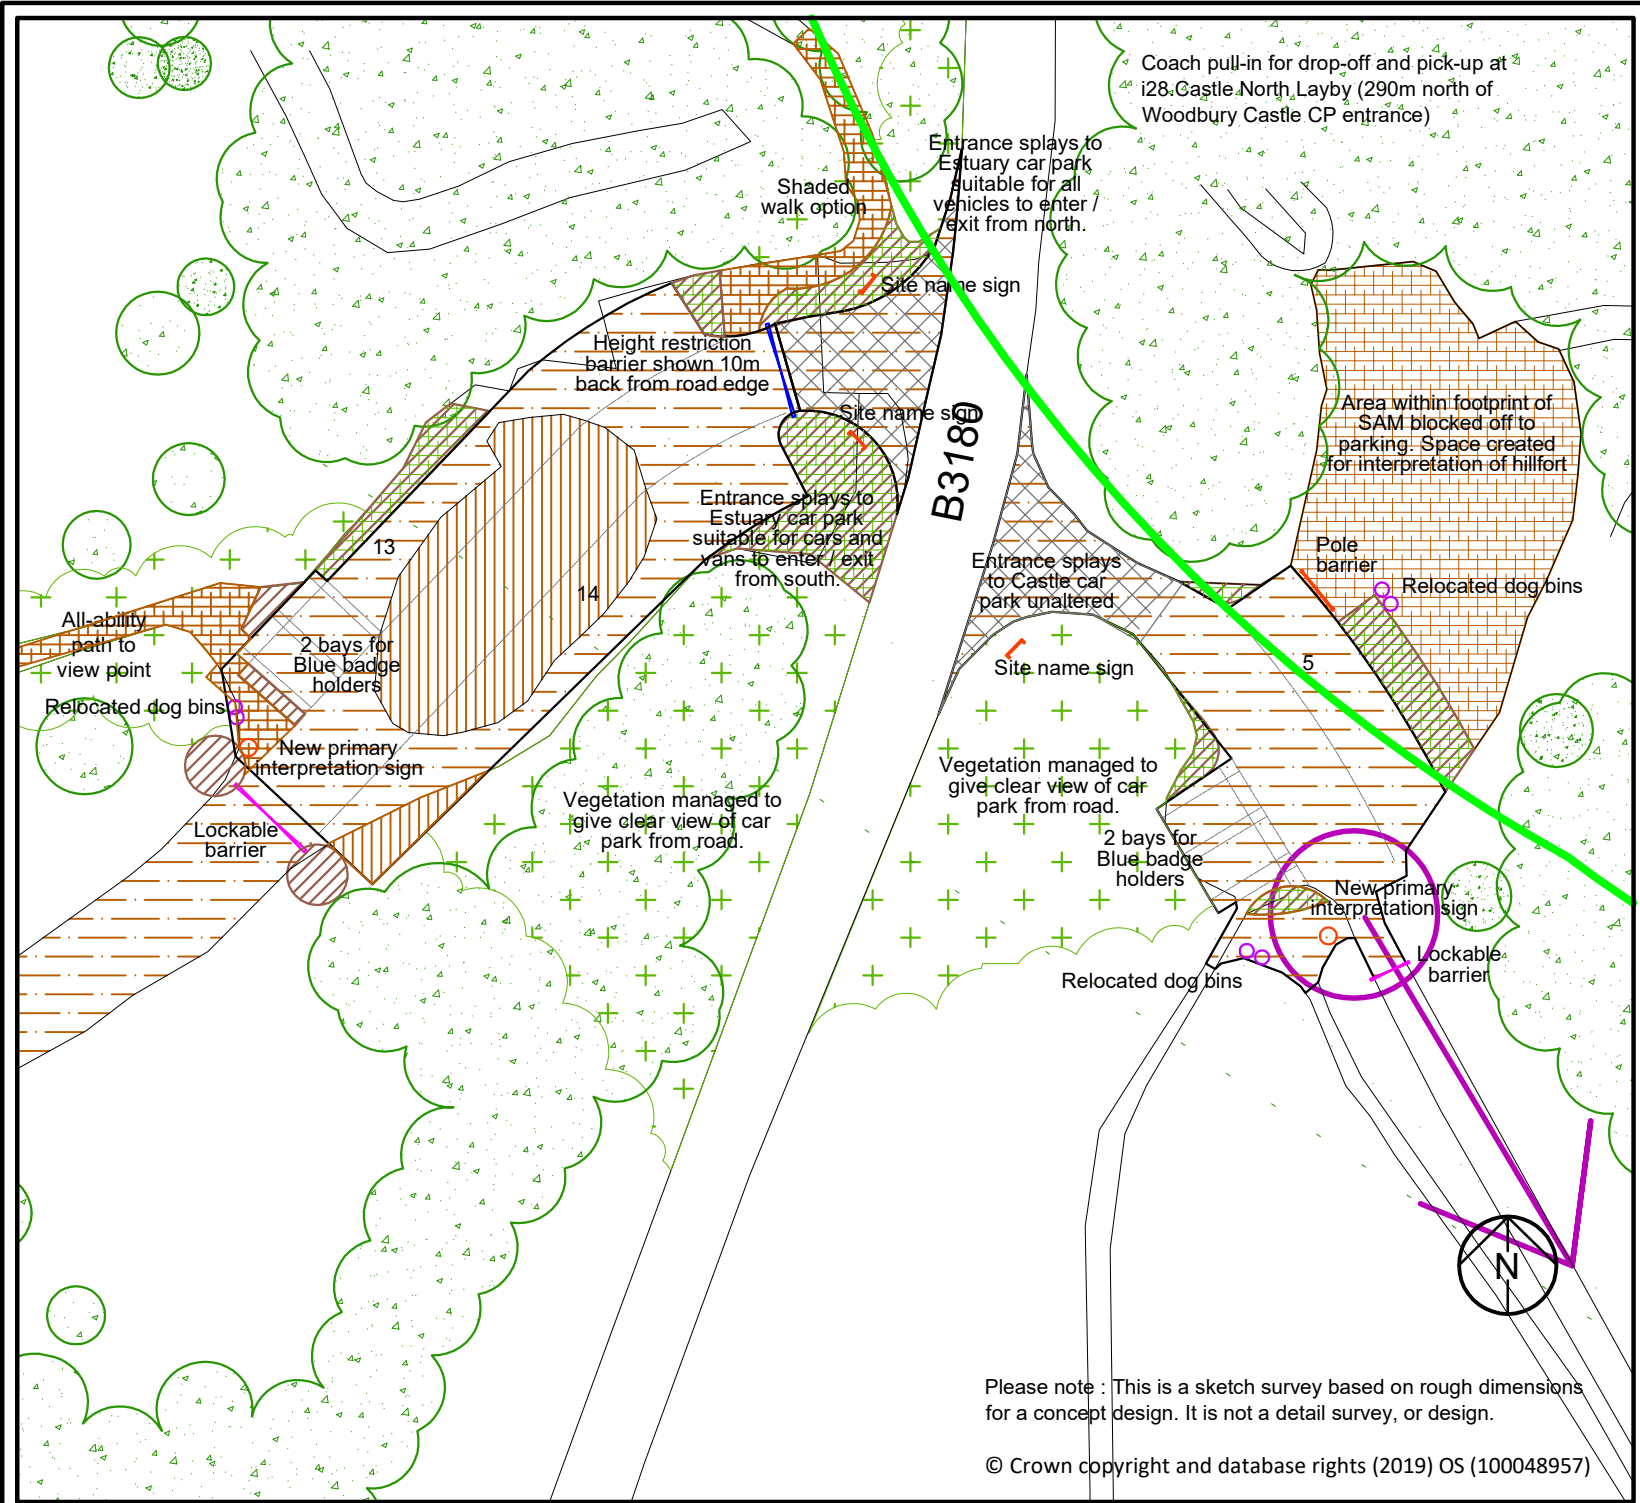 Coach pull-in for drop-off and pick-up at
i28.Castle North Layby (290m north of
Woodbury Castle CP entrance)
Entrance splays to
Estuary car park
suitable for all
vehicles to enter /
exit from north.
Shaded
walk option
Site name sign
Height restriction
barrier shown 10m
back from road edge
Site name sign
B3180
Area within footprint of
SAM blocked off to
parking. Space created
for interpretation of hillfort
Entrance splays to
Estuary car park
suitable for cars and
vans to enter / exit
from south.
13
14
Pole
barrier
Relocated dog bins
Entrance splays
to Castle car
park unaltered
All-ability
path to
view point
2 bays for
Blue badge
holders
Site name sign
5
Relocated dog bins
New primary
interpretation sign
Vegetation managed to
give clear view of car
park from road.
Vegetation managed to
give clear view of car
park from road.
Lockable
barrier
2 bays for
Blue badge
holders
New primary
interpretation sign
Lockable
barrier
Relocated dog bins
N
Please note : This is a sketch survey based on rough dimensions
for a concept design. It is not a detail survey, or design.
© Crown copyright and database rights (2019) OS (100048957)